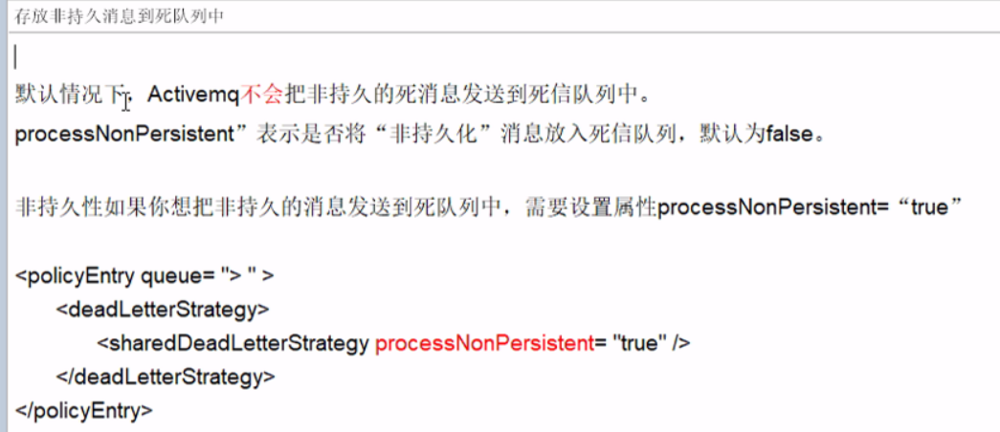 存放非持久消息到死队列中
默认情况下，Activemq不会把非持久的死消息发送到死信队列中。
processNonPersistent”表示是否将“非持久化”消息放入死信队列，默认为false。
非持久性如果你想把非持久的消息发送到死队列中，需要设置属性processNonPersistent=“true”
<policyEntry queue= "> " >
<deadLetterStrategy>
<sharedDeadLetterStrategy processNonPersistent= "true" />
</deadLetterStrategy>
</policyEntry>